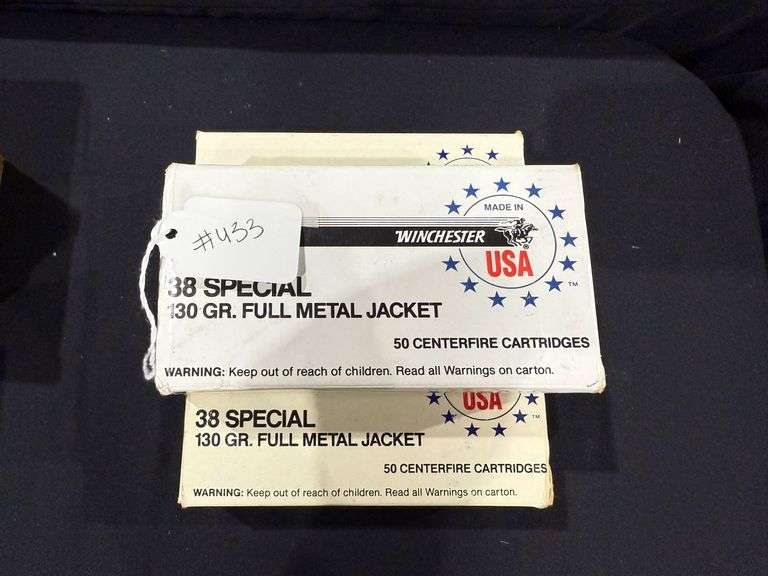 #433
MADE IN
WINCHESTER
®
USA
TM
38 SPECIAL
130 GR. FULL METAL JACKET
50 CENTERFIRE CARTRIDGES
WARNING: Keep out of reach of children. Read all Warnings on carton.
USA
TM
38 SPECIAL
130 GR. FULL METAL JACKET
50 CENTERFIRE CARTRIDGES
WARNING: Keep out of reach of children. Read all Warnings on carton.